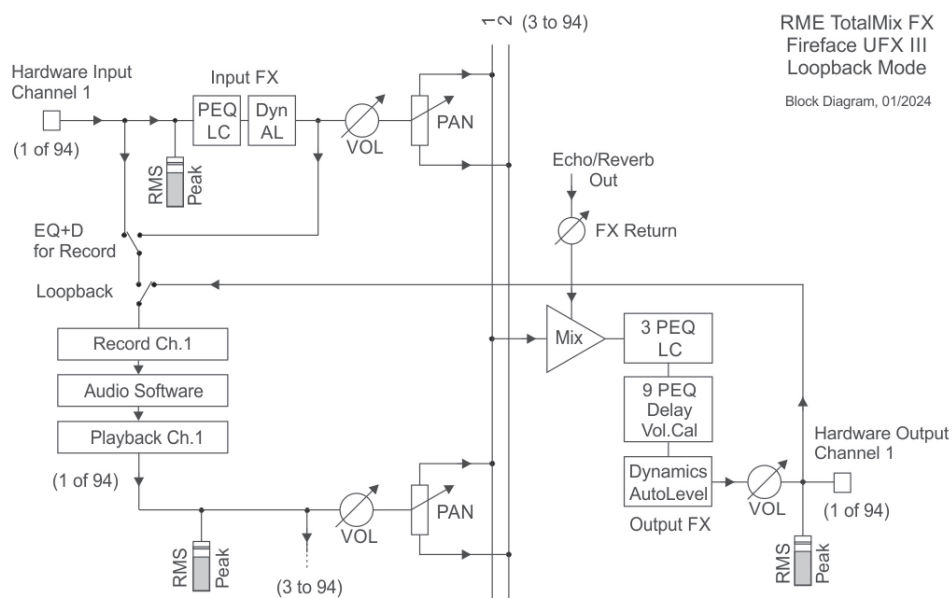 1
2
(3 to 94)
RME TotalMix FX
Fireface UFX III
Loopback Mode
Block Diagram, 01/2024
Hardware Input
Channel 1
(1 of 94)
Input FX
PEQ
LC
Dyn
AL
VOL
PAN
RMS
Peak
Echo/Reverb
Out
FX Return
EQ+D
for Record
Loopback
Mix
3 PEQ
LC
Record Ch.1
Audio Software
Playback Ch.1
(1 of 94)
9 PEQ
Delay
Vol.Cal
Dynamics
AutoLevel
Output FX
VOL
Hardware Output
Channel 1
(1 of 94)
RMS
Peak
VOL
PAN
RMS
Peak
(3 to 94)